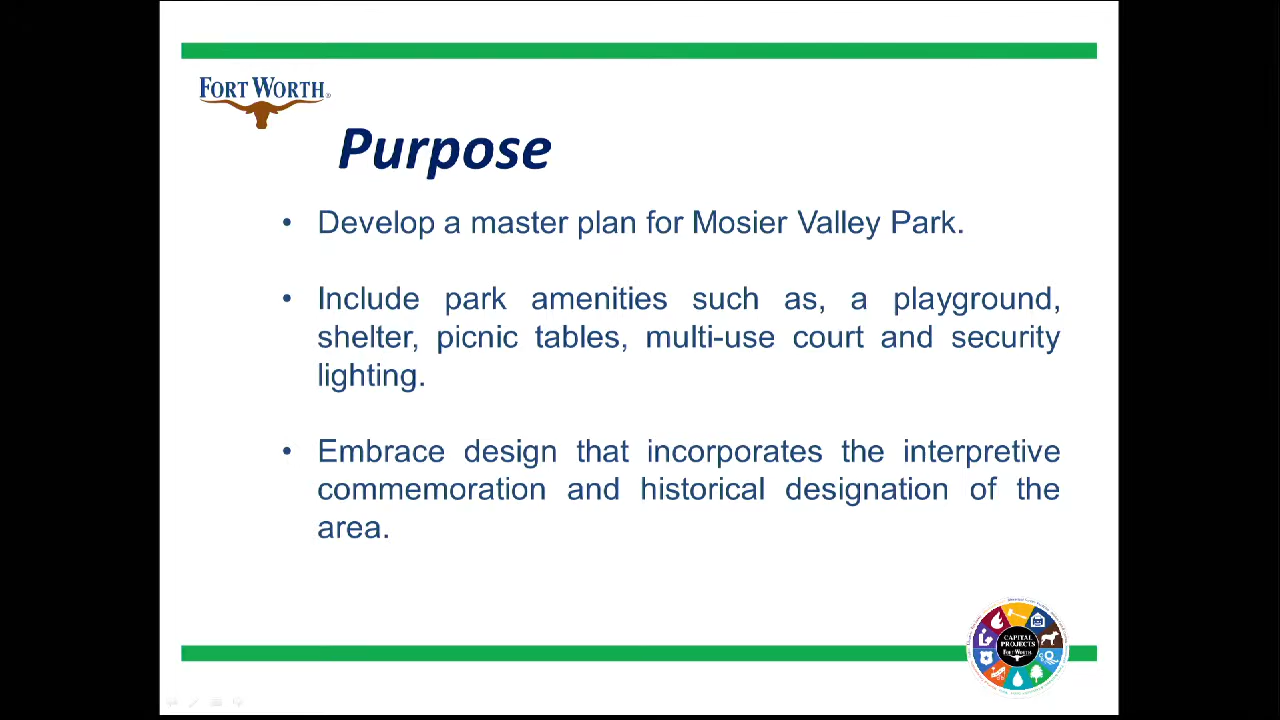 FORT WORTH®
Purpose
• Develop a master plan for Mosier Valley Park.
• Include park amenities such as, a playground,
shelter, picnic tables, multi-use court and security
lighting.
• Embrace design that incorporates the interpretive
commemoration and historical designation of the
area.
CAPITAL
PROJECTS
FORT WORTH